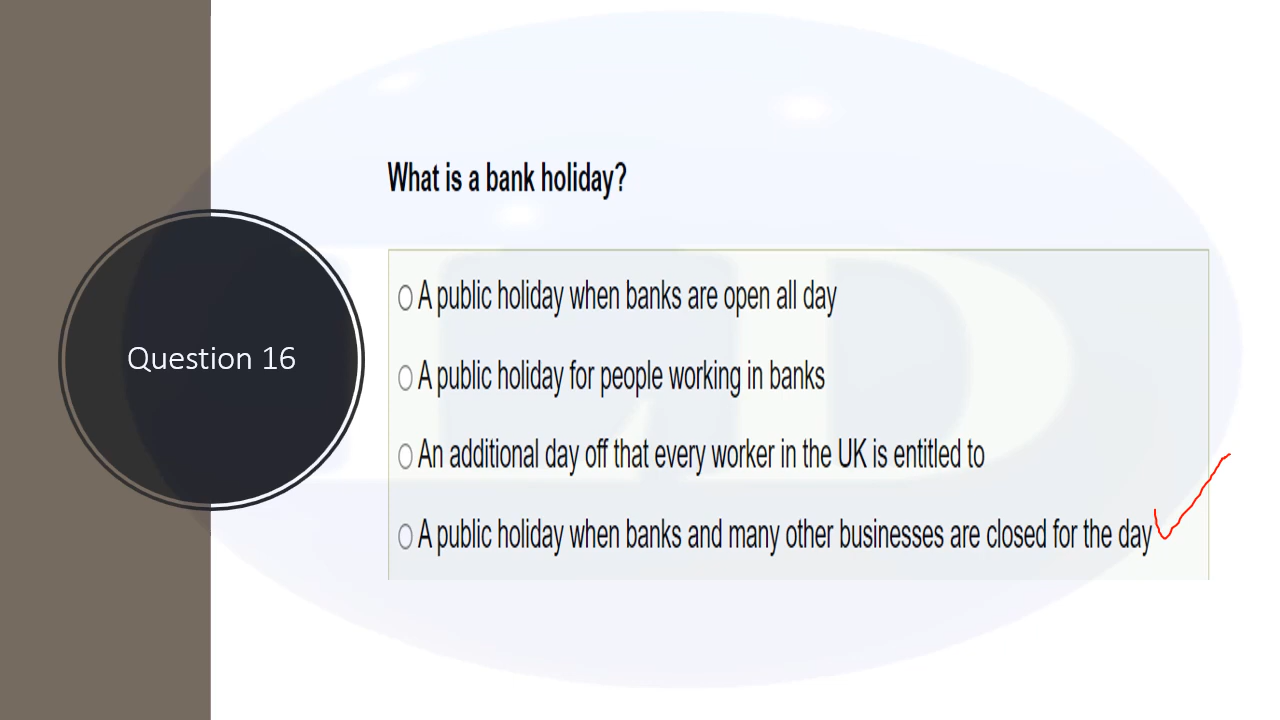 What is a bank holiday?
Question 16
A public holiday when banks are open all day
A public holiday for people working in banks
An additional day off that every worker in the UK is entitled to
A public holiday when banks and many other businesses are closed for the day